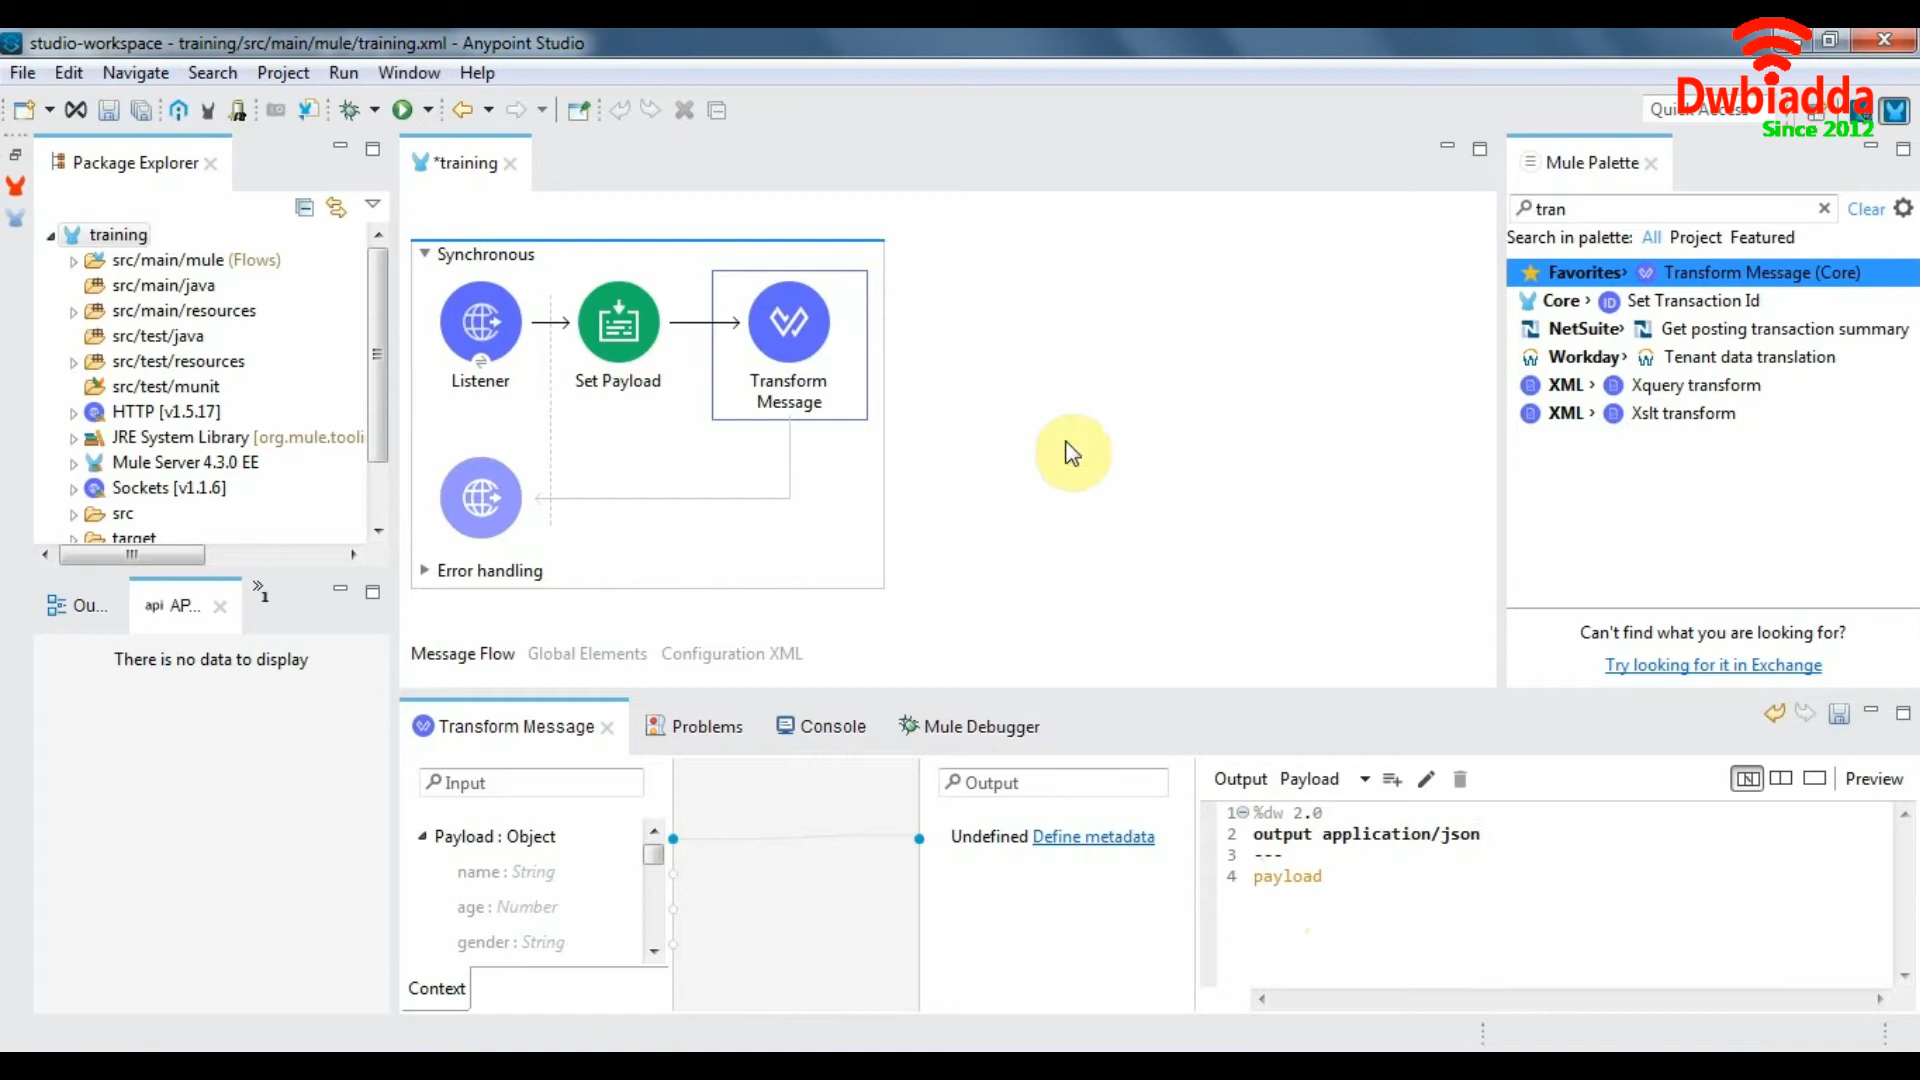 studio-workspace - training/src/main/mule/training.xml - Anypoint Studio
File Edit Navigate Search Project Run Window Help
Dwbiadda
Since 2012
Package Explorer
*training
Mule Palette
tran
Clear
Search in palette: All Project Featured
training
src/main/mule (Flows)
src/main/java
src/main/resources
src/test/java
src/test/resources
src/test/munit
HTTP [v1.5.17]
JRE System Library [org.mule.tooli
Mule Server 4.3.0 EE
Sockets [v1.1.6]
src
target
Synchronous
Listener
Set Payload
Transform
Message
Error handling
Message Flow Global Elements Configuration XML
Favorites› Transform Message (Core)
Core › ID Set Transaction Id
NetSuite› Get posting transaction summary
Workday› Tenant data translation
XML › Xquery transform
XML › Xslt transform
Can't find what you are looking for?
Try looking for it in Exchange
Ou...
api AP...
»1
There is no data to display
Transform Message Problems Console Mule Debugger
Input
Payload : Object
name : String
age : Number
gender : String
Context
Output
Undefined Define metadata
Output Payload Preview
1 %dw 2.0
2 output application/json
3 ---
4 payload